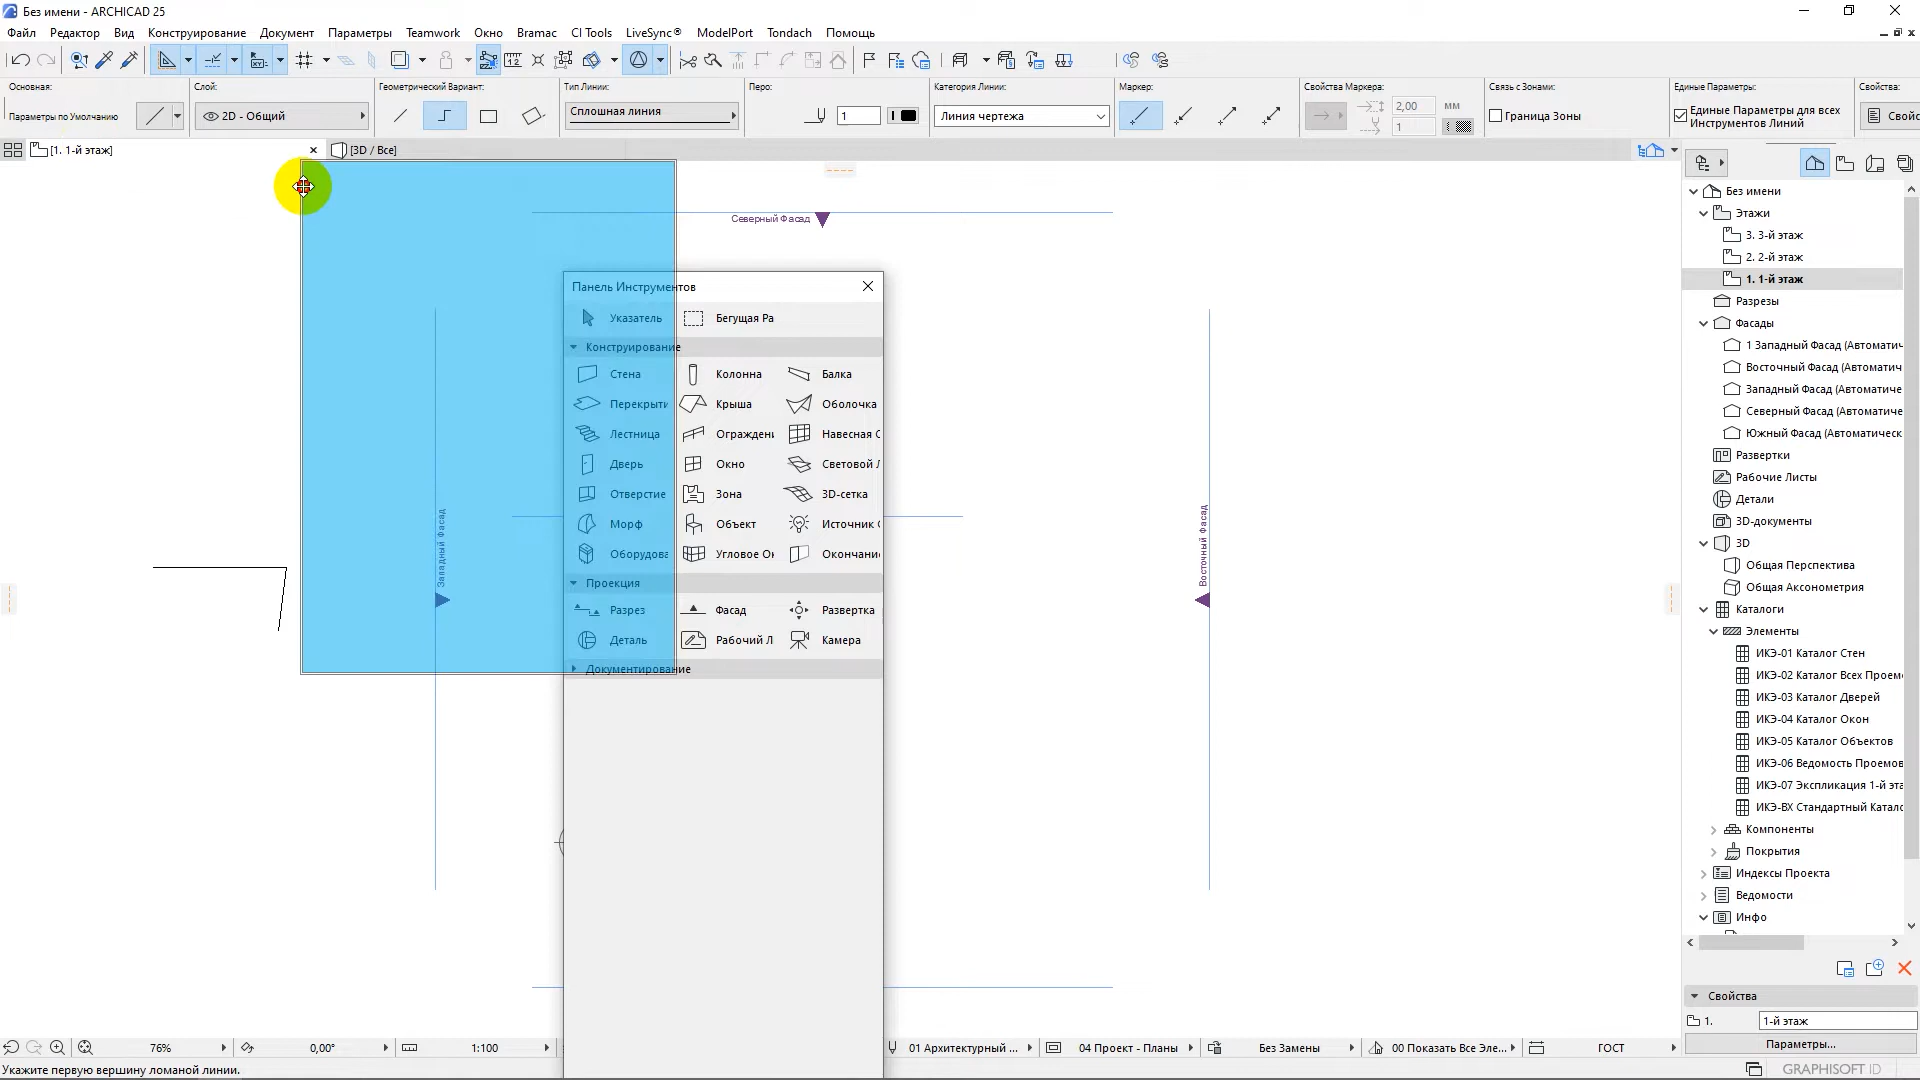 Без имени - ARCHICAD 25
Файл Редактор Вид Конструирование Документ Параметры Teamwork Окно Bramac CI Tools LiveSync® ModelPort Tondach Помощь
Основная: Слой: Геометрический Вариант: Тип Линии: Перо: Категория Линии: Маркер: Свойства Маркера: Связь с Зонами: Единые Параметры: Свойства:
Параметры по Умолчанию 2D - Общий Сплошная линия 1 Линия чертежа 2,00 мм 1 Граница Зоны Единые Параметры для всех Инструментов Линий Свойс
[1. 1-й этаж] [3D / Все]
Северный Фасад
Западный Фасад
Восточный Фасад
Панель Инструментов
Указатель Бегущая Ра
Конструирование
Стена Колонна Балка
Перекрыти Крыша Оболочка
Лестница Ограждени Навесная С
Дверь Окно Световой Л
Отверстие Зона 3D-сетка
Морф Объект Источник С
Оборудова Угловое Ок Окончание
Проекция
Разрез Фасад Развертка
Деталь Рабочий Л Камера
Документирование
Без имени
Этажи
3. 3-й этаж
2. 2-й этаж
1. 1-й этаж
Разрезы
Фасады
1 Западный Фасад (Автоматич
Восточный Фасад (Автоматич
Западный Фасад (Автоматиче
Северный Фасад (Автоматиче
Южный Фасад (Автоматическ
Развертки
Рабочие Листы
Детали
3D-документы
3D
Общая Перспектива
Общая Аксонометрия
Каталоги
Элементы
ИКЭ-01 Каталог Стен
ИКЭ-02 Каталог Всех Проем
ИКЭ-03 Каталог Дверей
ИКЭ-04 Каталог Окон
ИКЭ-05 Каталог Объектов
ИКЭ-06 Ведомость Проемов
ИКЭ-07 Экспликация 1-й эта
ИКЭ-ВХ Стандартный Катало
Компоненты
Покрытия
Индексы Проекта
Ведомости
Инфо
Свойства
1. 1-й этаж
Параметры...
76% 0,00° 1:100 01 Архитектурный ... 04 Проект - Планы Без Замены 00 Показать Все Эле... ГОСТ
Укажите первую вершину ломаной линии.
GRAPHISOFT ID